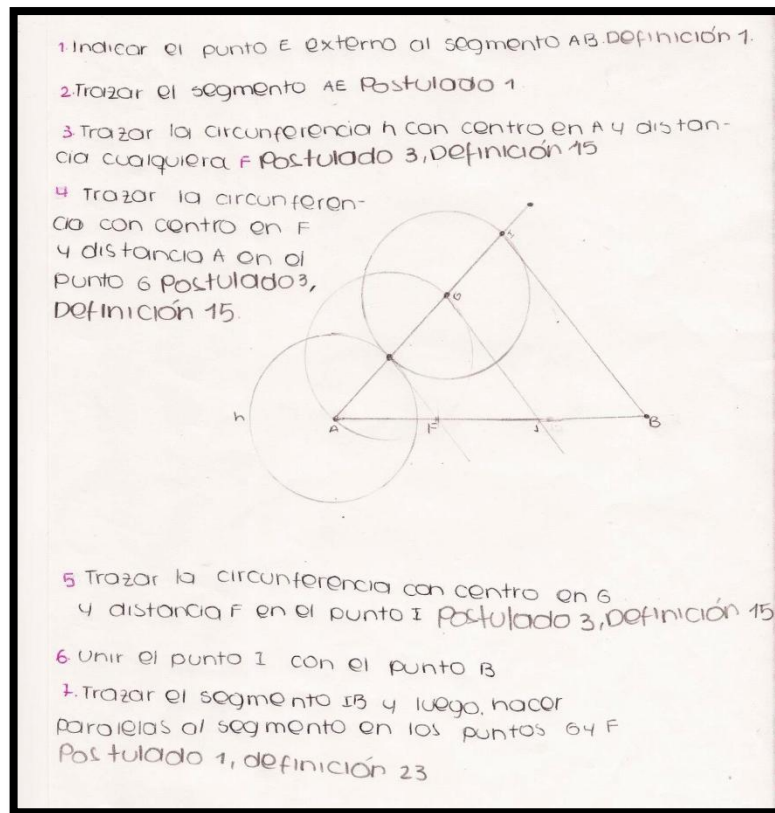 1. Indicar el punto E externo al segmento AB. Definición 1.
2. Trazar el segmento AE Postulado 1
3 Trazar la circunferencia h con centro en A y distan-
cia cualquiera F Postulado 3, Definición 15
4 Trazar la circunferen-
cia con centro en F
y distancia A en el
punto G Postulado 3,
Definición 15.
G
h
A
F
J
B
5 Trazar la circunferencia con centro en G
y distancia F en el punto I Postulado 3, Definición 15
6. Unir el punto I con el punto B
7. Trazar el segmento IB y luego, hacer
paralelas al segmento en los puntos G y F
Postulado 1, definición 23